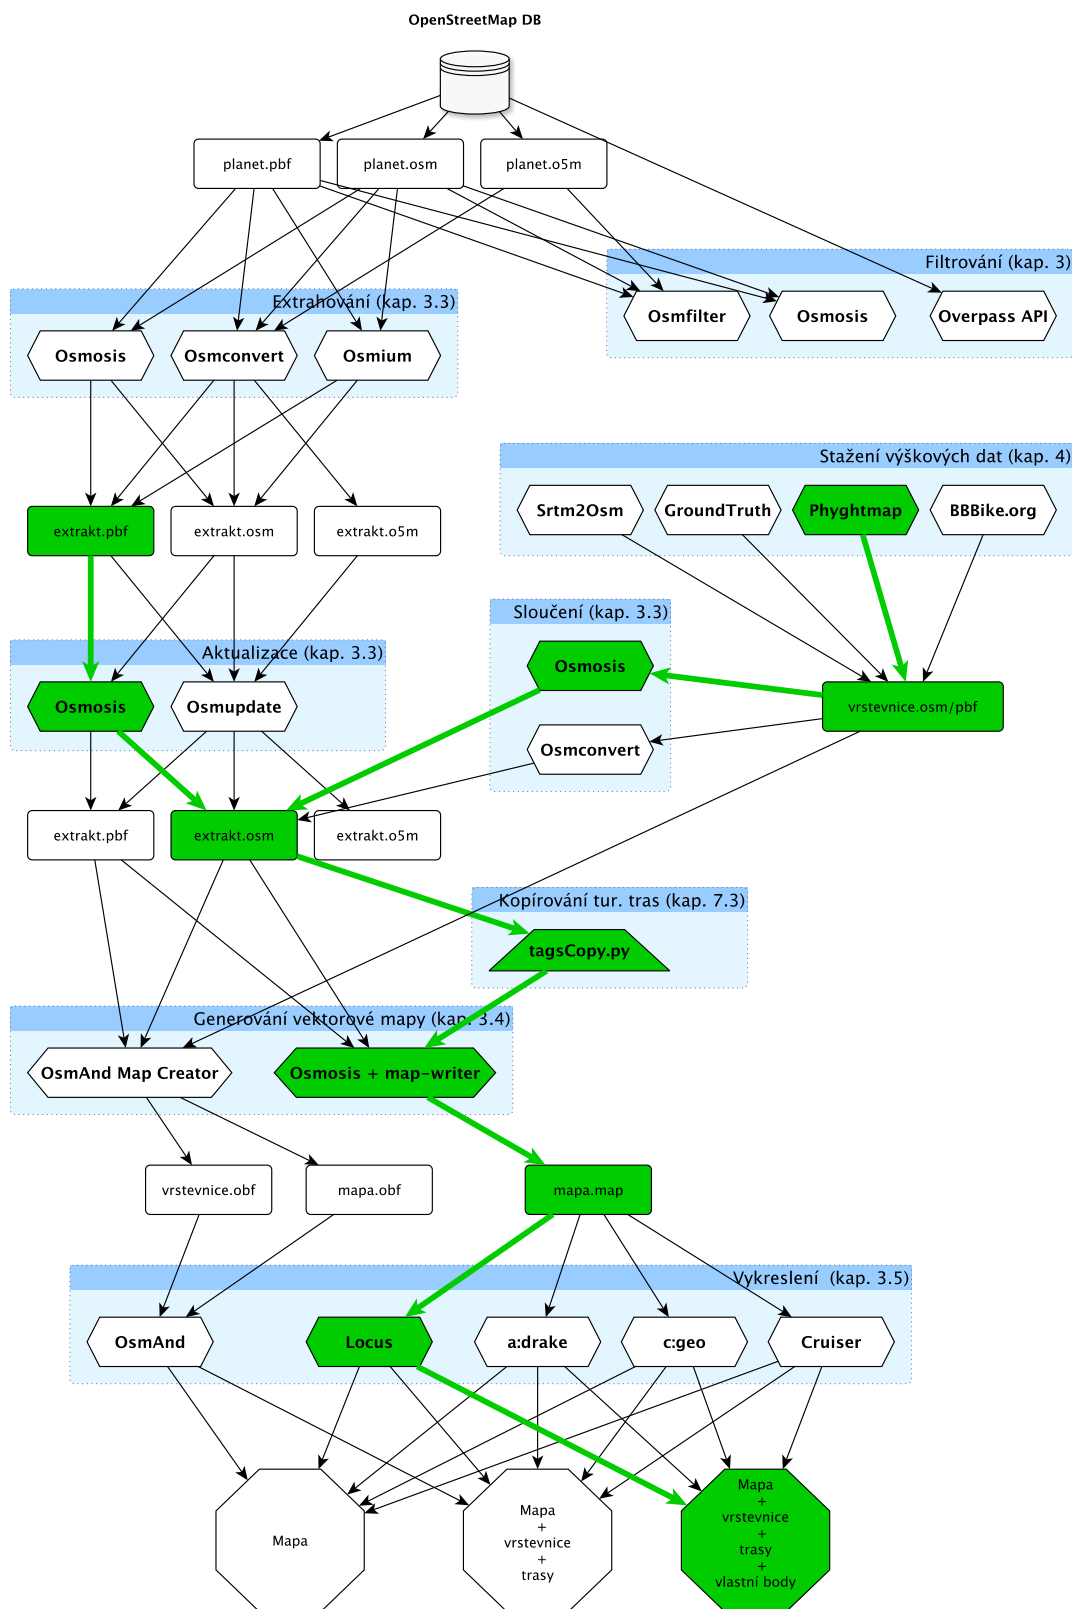 OpenStreetMap DB
planet.pbf
planet.osm
planet.o5m
Filtrování (kap. 3)
Osmfilter
Osmosis
Overpass API
Extrahování (kap. 3.3)
Osmosis
Osmconvert
Osmium
Stažení výškových dat (kap. 4)
Srtm2Osm
GroundTruth
Phyghtmap
BBBike.org
extrakt.pbf
extrakt.osm
extrakt.o5m
Sloučení (kap. 3.3)
Osmosis
Osmconvert
Aktualizace (kap. 3.3)
Osmosis
Osmupdate
vrstevnice.osm/pbf
extrakt.pbf
extrakt.osm
extrakt.o5m
Kopírování tur. tras (kap. 7.3)
tagsCopy.py
Generování vektorové mapy (kap. 3.4)
OsmAnd Map Creator
Osmosis + map-writer
vrstevnice.obf
mapa.obf
mapa.map
Vykreslení  (kap. 3.5)
OsmAnd
Locus
a:drake
c:geo
Cruiser
Mapa
Mapa
+
vrstevnice
+
trasy
Mapa
+
vrstevnice
+
trasy
+
vlastní body